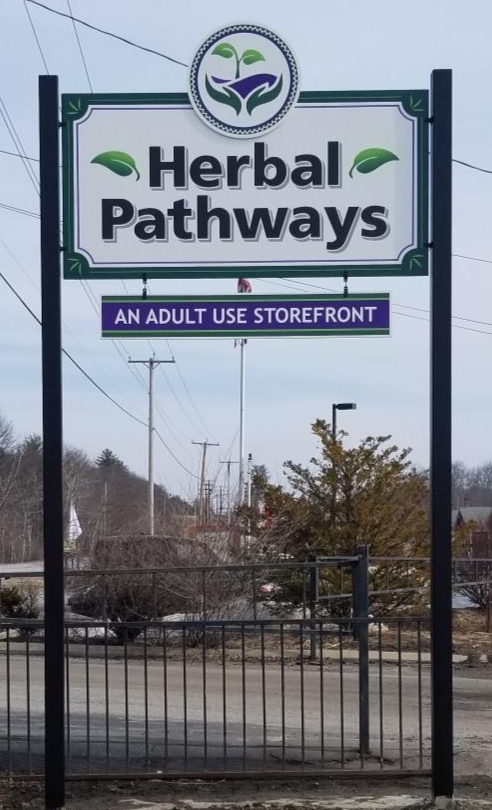 Herbal
Pathways
AN ADULT USE STOREFRONT